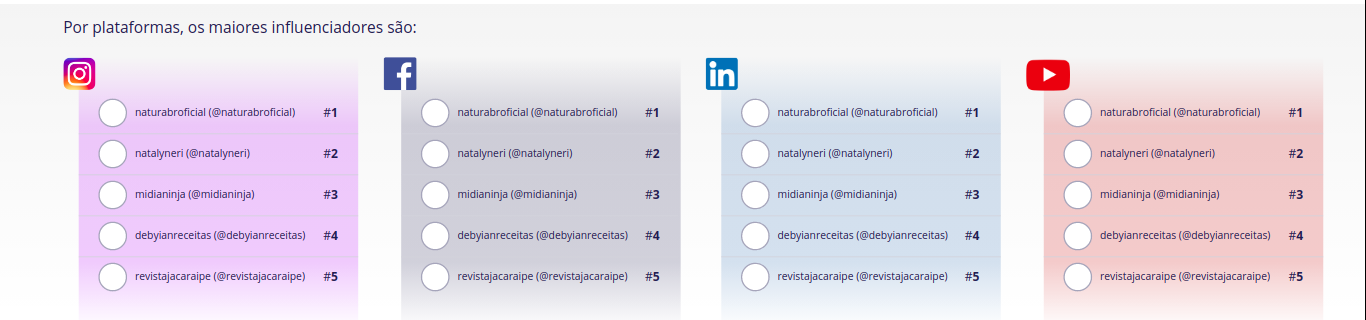 Por plataformas, os maiores influenciadores são:
naturabroficial (@naturabroficial) #1
natalyneri (@natalyneri) #2
midianinja (@midianinja) #3
debyianreceitas (@debyianreceitas) #4
revistajacaraipe (@revistajacaraipe) #5
naturabroficial (@naturabroficial) #1
natalyneri (@natalyneri) #2
midianinja (@midianinja) #3
debyianreceitas (@debyianreceitas) #4
revistajacaraipe (@revistajacaraipe) #5
in
naturabroficial (@naturabroficial) #1
natalyneri (@natalyneri) #2
midianinja (@midianinja) #3
debyianreceitas (@debyianreceitas) #4
revistajacaraipe (@revistajacaraipe) #5
naturabroficial (@naturabroficial) #1
natalyneri (@natalyneri) #2
midianinja (@midianinja) #3
debyianreceitas (@debyianreceitas) #4
revistajacaraipe (@revistajacaraipe) #5